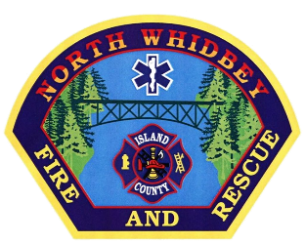 NORTH WHIDBEY
ISLAND
COUNTY
FIRE
AND
RESCUE